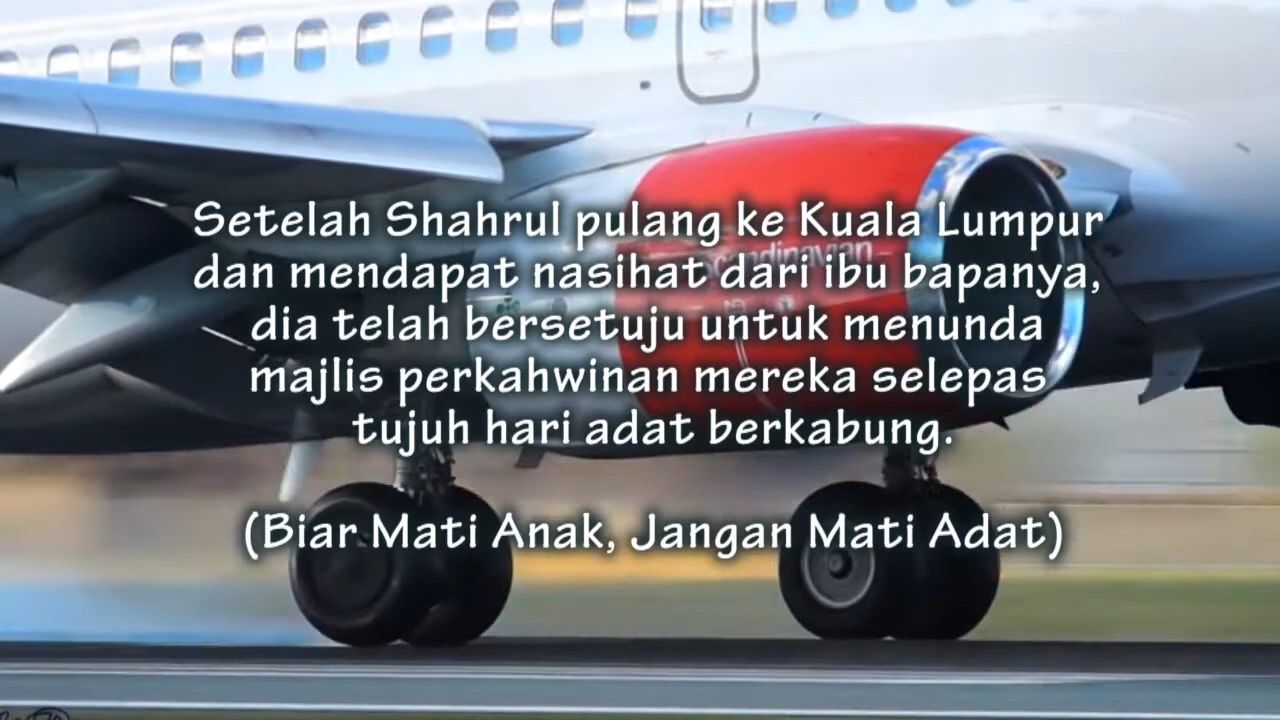 Setelah Shahrul pulang ke Kuala Lumpur
dan mendapat nasihat dari ibu bapanya,
dia telah bersetuju untuk menunda
majlis perkahwinan mereka selepas
tujuh hari adat berkabung.
(Biar Mati Anak, Jangan Mati Adat)
Scandinavian